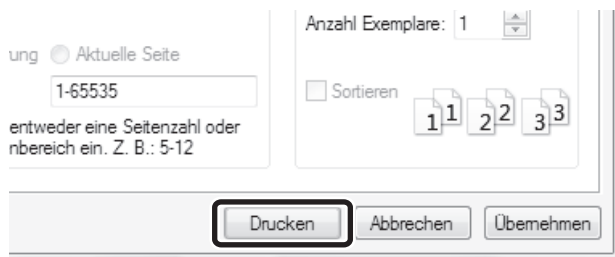 Anzahl Exemplare: 1
ung Aktuelle Seite
1-65535
Sortieren
1 1 2 2 3 3
entweder eine Seitenzahl oder
nbereich ein. Z. B.: 5-12
Drucken Abbrechen Übernehmen